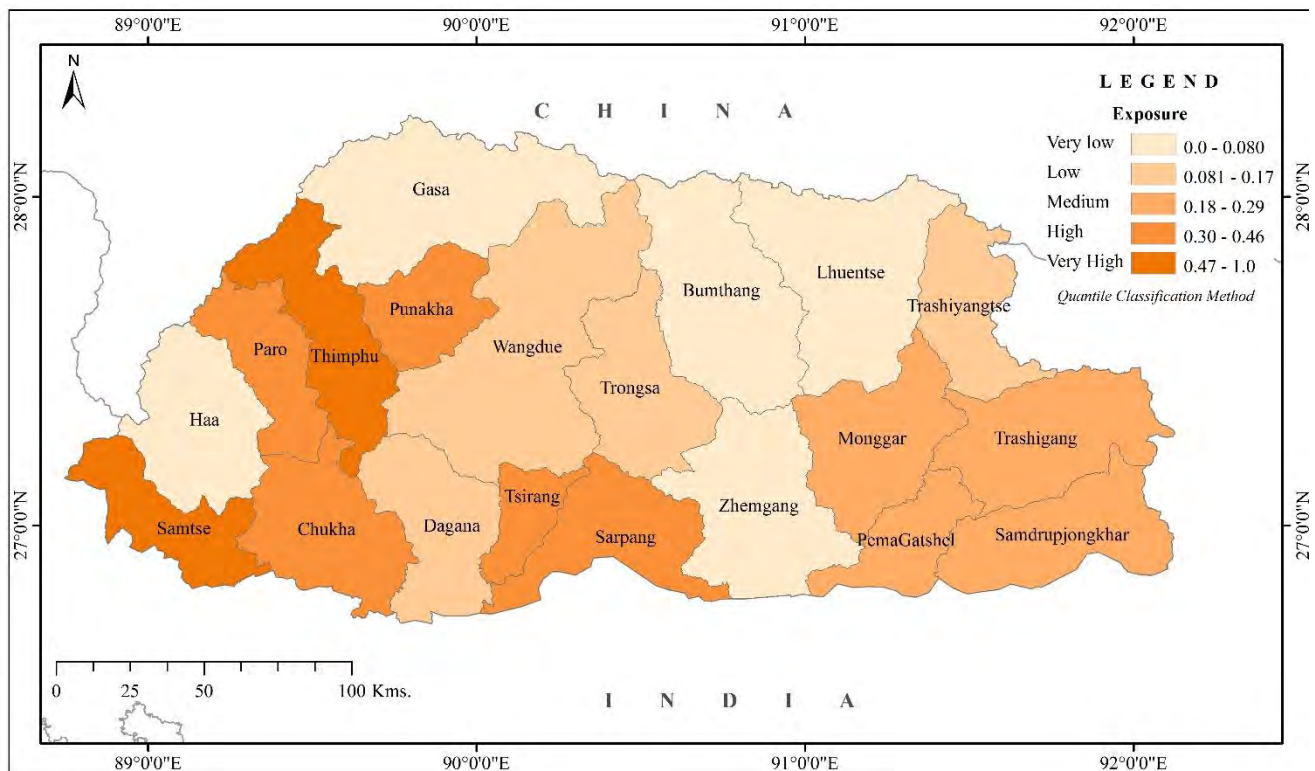 89°0'0"E 90°0'0"E 91°0'0"E 92°0'0"E
N
C H I N A
L E G E N D
Exposure
Very low 0.0 - 0.080
Low 0.081 - 0.17
Medium 0.18 - 0.29
High 0.30 - 0.46
Very High 0.47 - 1.0
Quantile Classification Method
28°0'0"N
28°0'0"N
Gasa
Lhuentse
Bumthang
Trashiyangtse
Punakha
Wangdue
Paro
Thimphu
Trongsa
Haa
Monggar
Trashigang
Tsirang
Zhemgang
27°0'0"N
Samtse
Chukha
Dagana
Sarpang
PemaGatshel
Samdrupjongkhar
27°0'0"N
0 25 50 100 Kms.
I N D I A
89°0'0"E 90°0'0"E 91°0'0"E 92°0'0"E